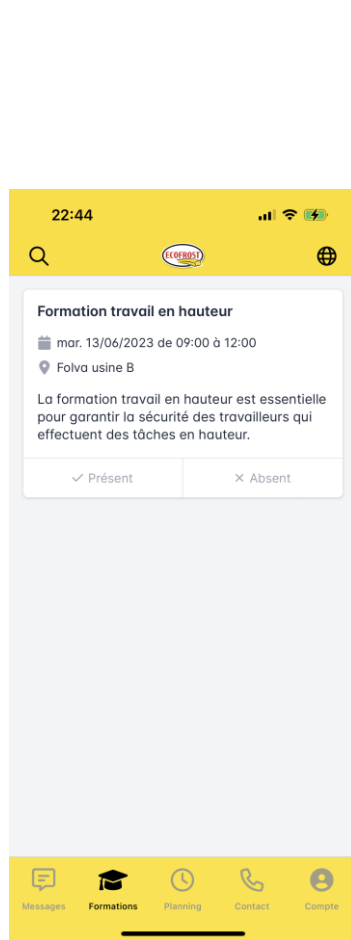 22:44
ECOFROST
Formation travail en hauteur
mar. 13/06/2023 de 09:00 à 12:00
Folva usine B
La formation travail en hauteur est essentielle
pour garantir la sécurité des travailleurs qui
effectuent des tâches en hauteur.
Présent
Absent
Messages
Formations
Planning
Contact
Compte